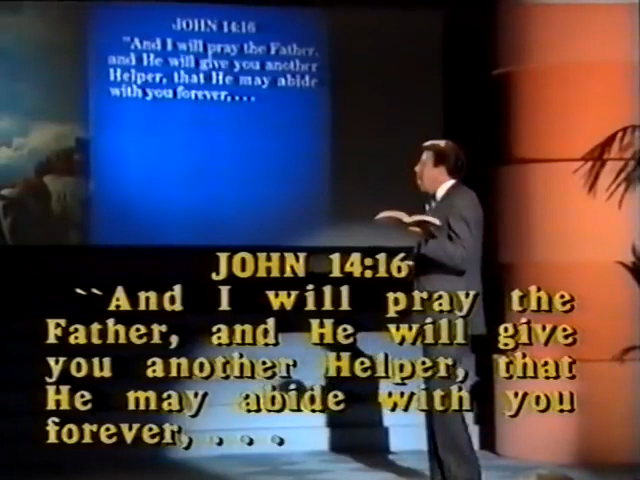 JOHN 14:16
"And I will pray the Father,
and He will give you another
Helper, that He may abide
with you forever,...
JOHN 14:16
``And I will pray the
Father, and He will give
you another Helper, that
He may abide with you
forever, . . .